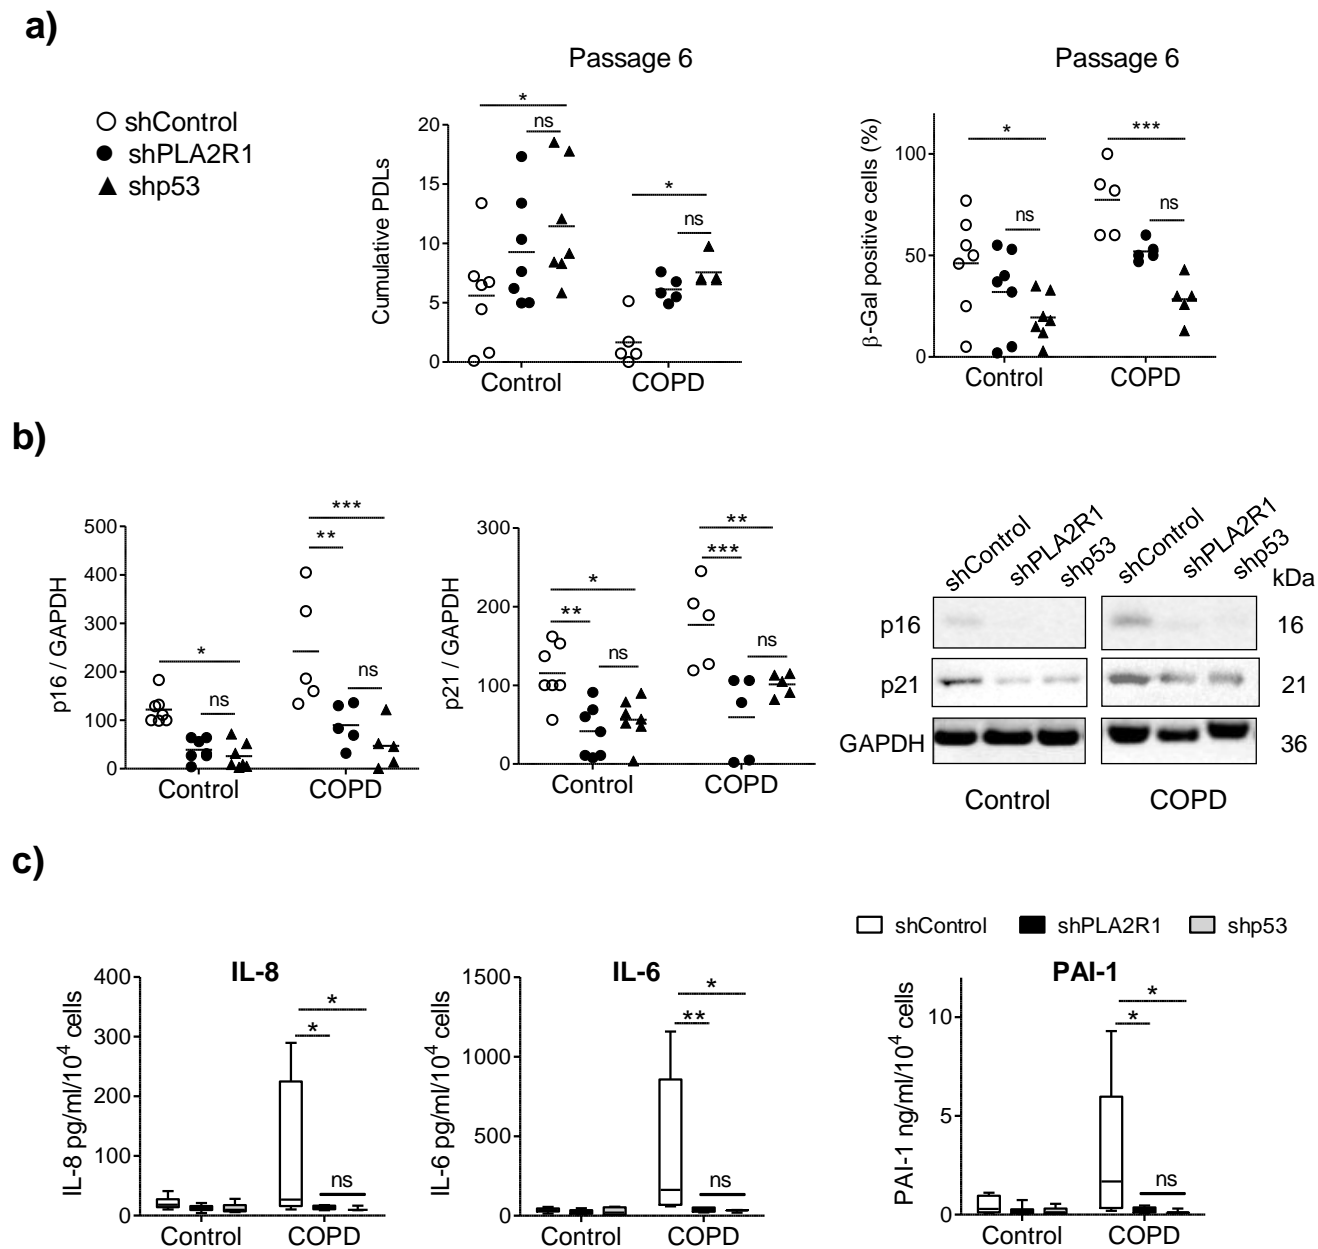 a)
shControl
shPLA2R1
shp53
Passage 6
Cumulative PDLs
20
15
10
5
0
*
ns
*
ns
Control
COPD
Passage 6
β-Gal positive cells (%)
100
50
0
*
ns
***
ns
Control
COPD
b)
p16 / GAPDH
500
400
300
200
100
0
*
ns
***
**
ns
Control
COPD
p21 / GAPDH
300
200
100
0
*
**
ns
**
***
ns
Control
COPD
shControl
shPLA2R1
shp53
shControl
shPLA2R1
shp53
kDa
p16
16
p21
21
GAPDH
36
Control
COPD
c)
shControl
shPLA2R1
shp53
IL-8
IL-8 pg/ml/10⁴ cells
400
300
200
100
0
*
*
ns
Control
COPD
IL-6
IL-6 pg/ml/10⁴ cells
1500
1000
500
0
*
**
ns
Control
COPD
PAI-1
PAI-1 ng/ml/10⁴ cells
10
5
0
*
*
ns
Control
COPD